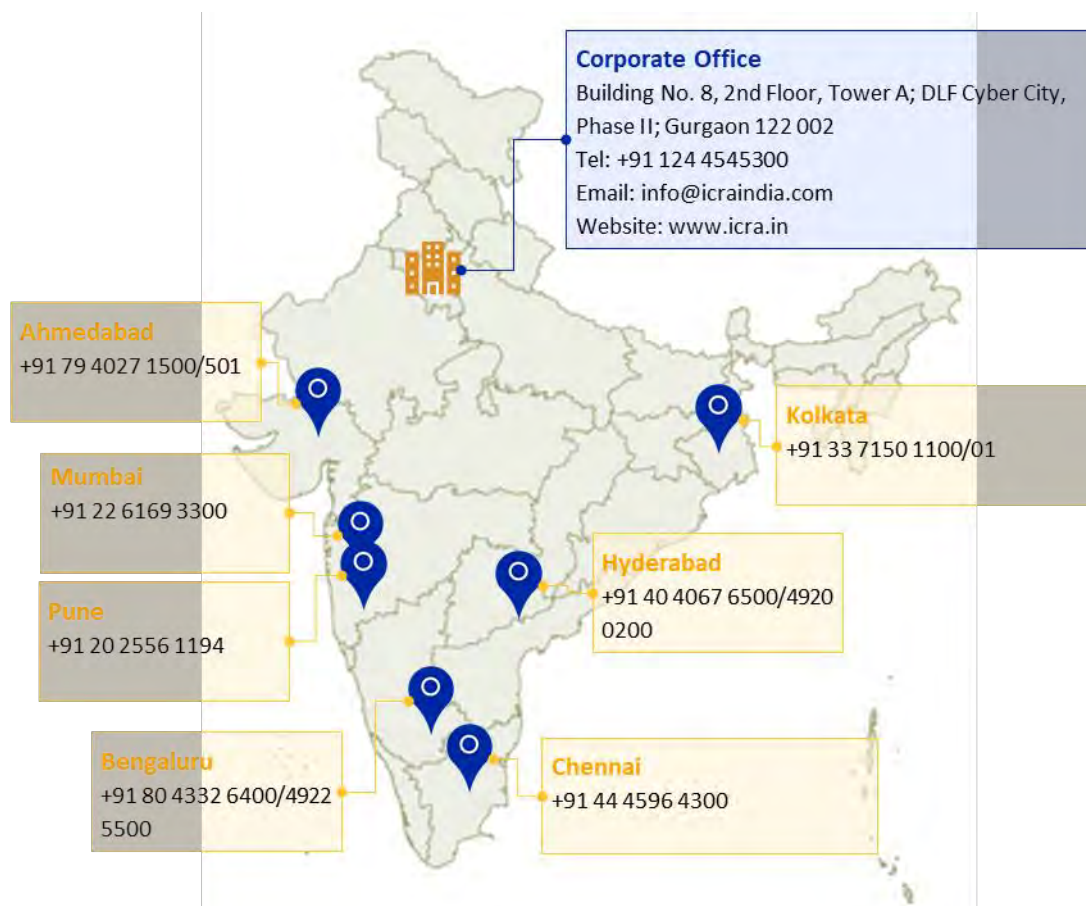 Corporate Office
Building No. 8, 2nd Floor, Tower A; DLF Cyber City,
Phase II; Gurgaon 122 002
Tel: +91 124 4545300
Email: info@icraindia.com
Website: www.icra.in
Ahmedabad
+91 79 4027 1500/501
Kolkata
+91 33 7150 1100/01
Mumbai
+91 22 6169 3300
Hyderabad
+91 40 4067 6500/4920
0200
Pune
+91 20 2556 1194
Bengaluru
+91 80 4332 6400/4922
5500
Chennai
+91 44 4596 4300